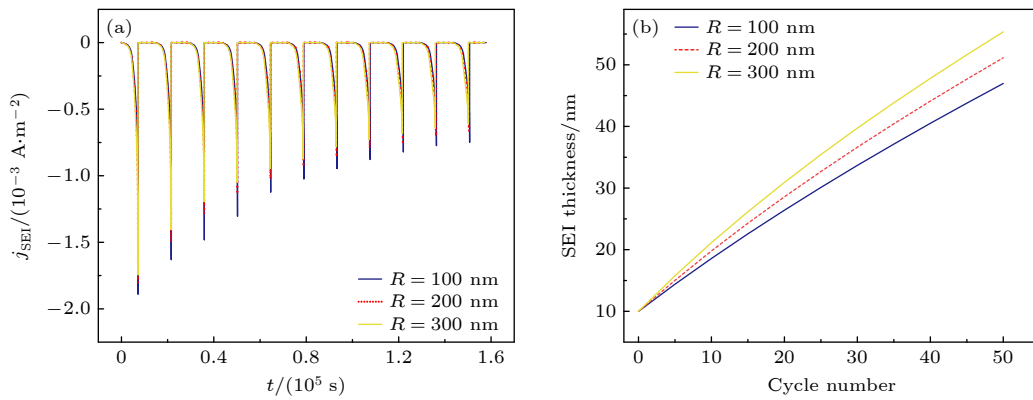 (a)
0
−0.5
−1.0
−1.5
−2.0
j_SEI/(10⁻³ A·m⁻²)
R = 100 nm
R = 200 nm
R = 300 nm
0 0.4 0.8 1.2 1.6
t/(10⁵ s)
(b)
R = 100 nm
R = 200 nm
R = 300 nm
50
40
30
20
10
SEI thickness/nm
0 10 20 30 40 50
Cycle number